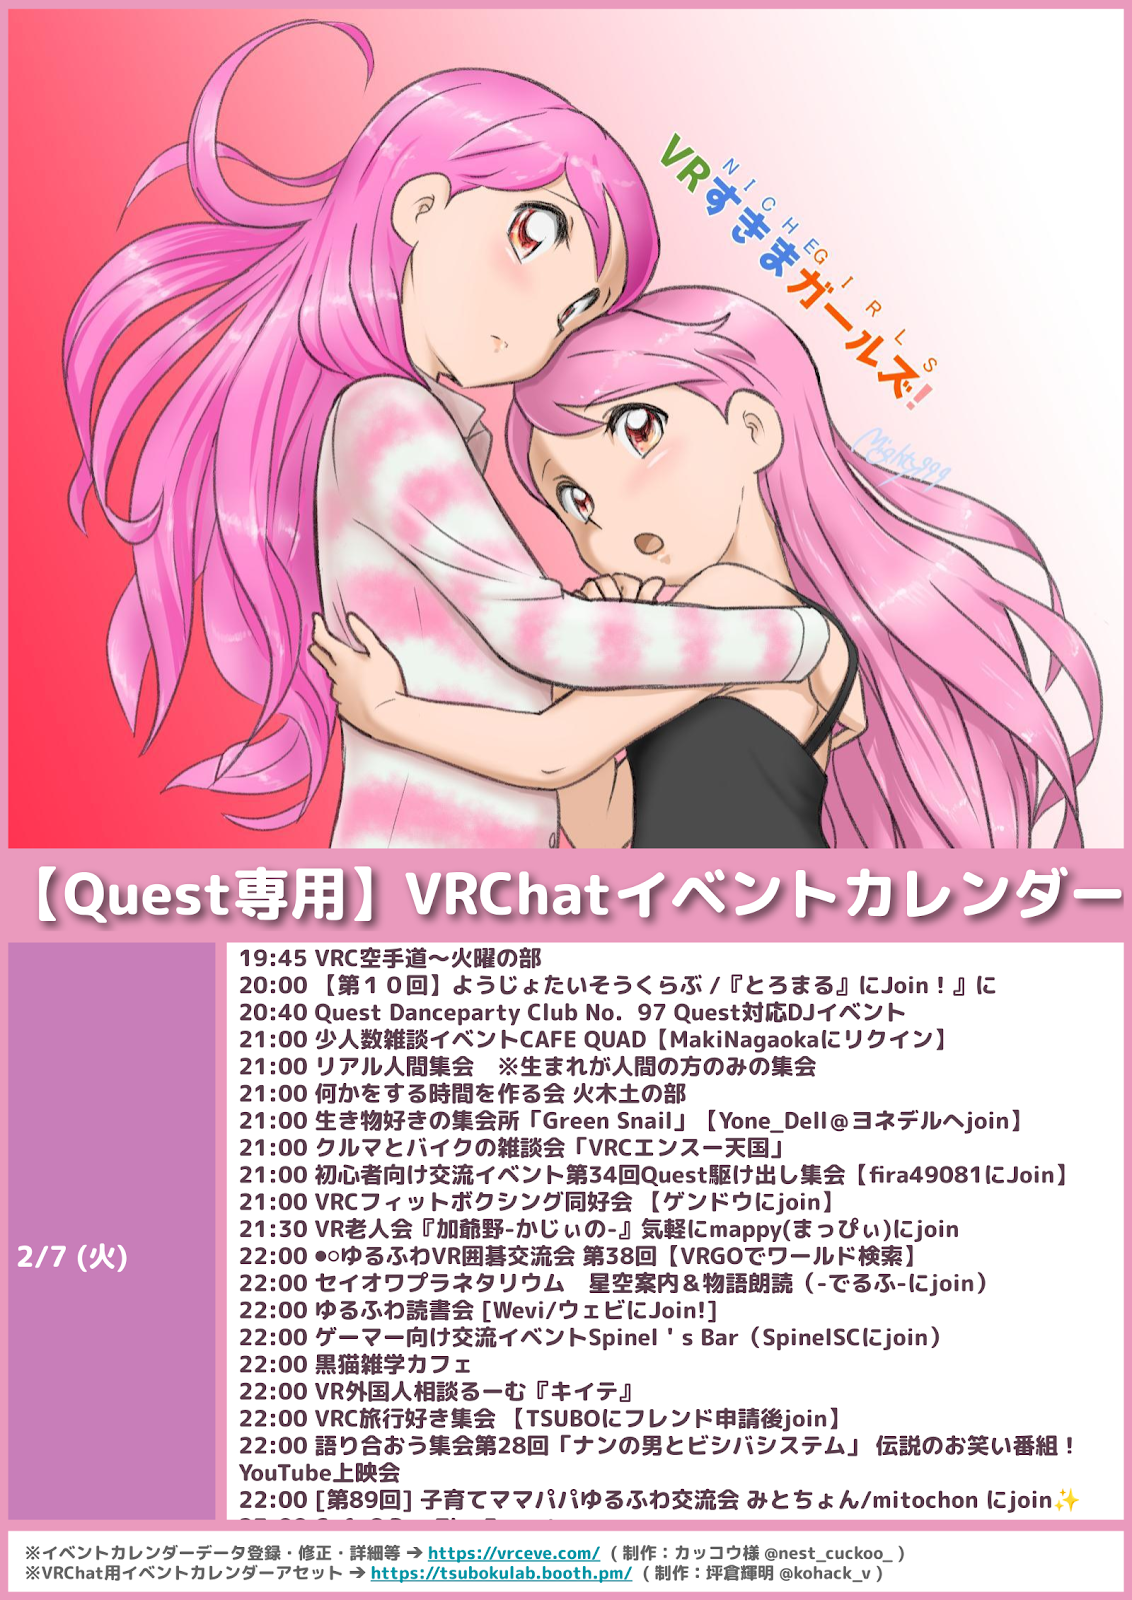 VRすきまガールズ!
NICHE GIRLS
Mighty999
【Quest専用】VRChatイベントカレンダー
2/7 (火)
19:45 VRC空手道～火曜の部
20:00 【第１０回】ようじょたいそうくらぶ /『とろまる』にJoin！』に
20:40 Quest Danceparty Club No．97 Quest対応DJイベント
21:00 少人数雑談イベントCAFE QUAD【MakiNagaokaにリクイン】
21:00 リアル人間集会　※生まれが人間の方のみの集会
21:00 何かをする時間を作る会 火木土の部
21:00 生き物好きの集会所「Green Snail」【Yone_Dell＠ヨネデルへjoin】
21:00 クルマとバイクの雑談会「VRCエンスー天国」
21:00 初心者向け交流イベント第34回Quest駆け出し集会【fira49081にJoin】
21:00 VRCフィットボクシング同好会 【ゲンドウにjoin】
21:30 VR老人会『加爺野-かじぃの-』気軽にmappy(まっぴぃ)にjoin
22:00 ●○ゆるふわVR囲碁交流会 第38回【VRGOでワールド検索】
22:00 セイオワプラネタリウム　星空案内＆物語朗読（-でるふ-にjoin）
22:00 ゆるふわ読書会 [Wevi/ウェビにJoin!]
22:00 ゲーマー向け交流イベントSpinel＇s Bar（SpinelSCにjoin）
22:00 黒猫雑学カフェ
22:00 VR外国人相談るーむ『キイテ』
22:00 VRC旅行好き集会 【TSUBOにフレンド申請後join】
22:00 語り合おう集会第28回「ナンの男とビシバシステム」 伝説のお笑い番組！
YouTube上映会
22:00 [第89回] 子育てママパパゆるふわ交流会 みとちょん/mitochon にjoin✨
※イベントカレンダーデータ登録・修正・詳細等 ➔ https://vrceve.com/ （ 制作：カッコウ様 @nest_cuckoo_ ）
※VRChat用イベントカレンダーアセット ➔ https://tsubokulab.booth.pm/ （ 制作：坪倉輝明 @kohack_v ）